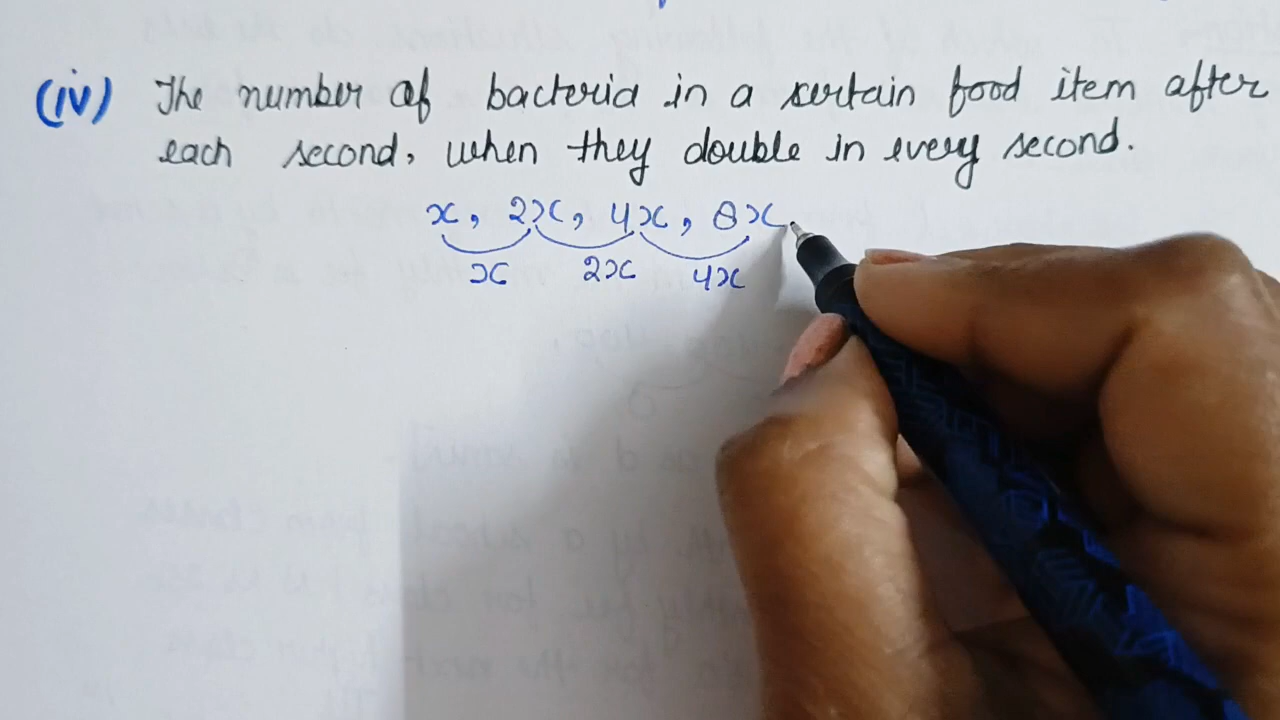 (iv) The number of bacteria in a certain food item after
each second, when they double in every second.
x, 2x, 4x, 8x
x 2x 4x